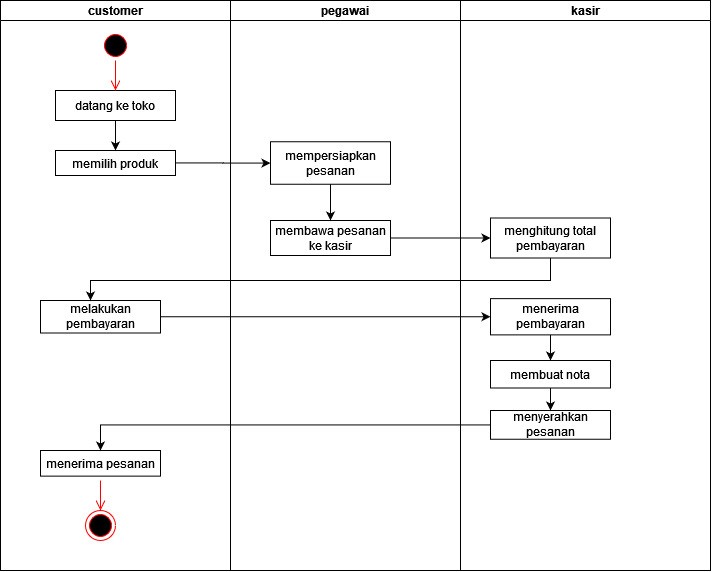 customer
pegawai
kasir
datang ke toko
memilih produk
mempersiapkan
pesanan
membawa pesanan
ke kasir
menghitung total
pembayaran
melakukan
pembayaran
menerima
pembayaran
membuat nota
menyerahkan
pesanan
menerima pesanan